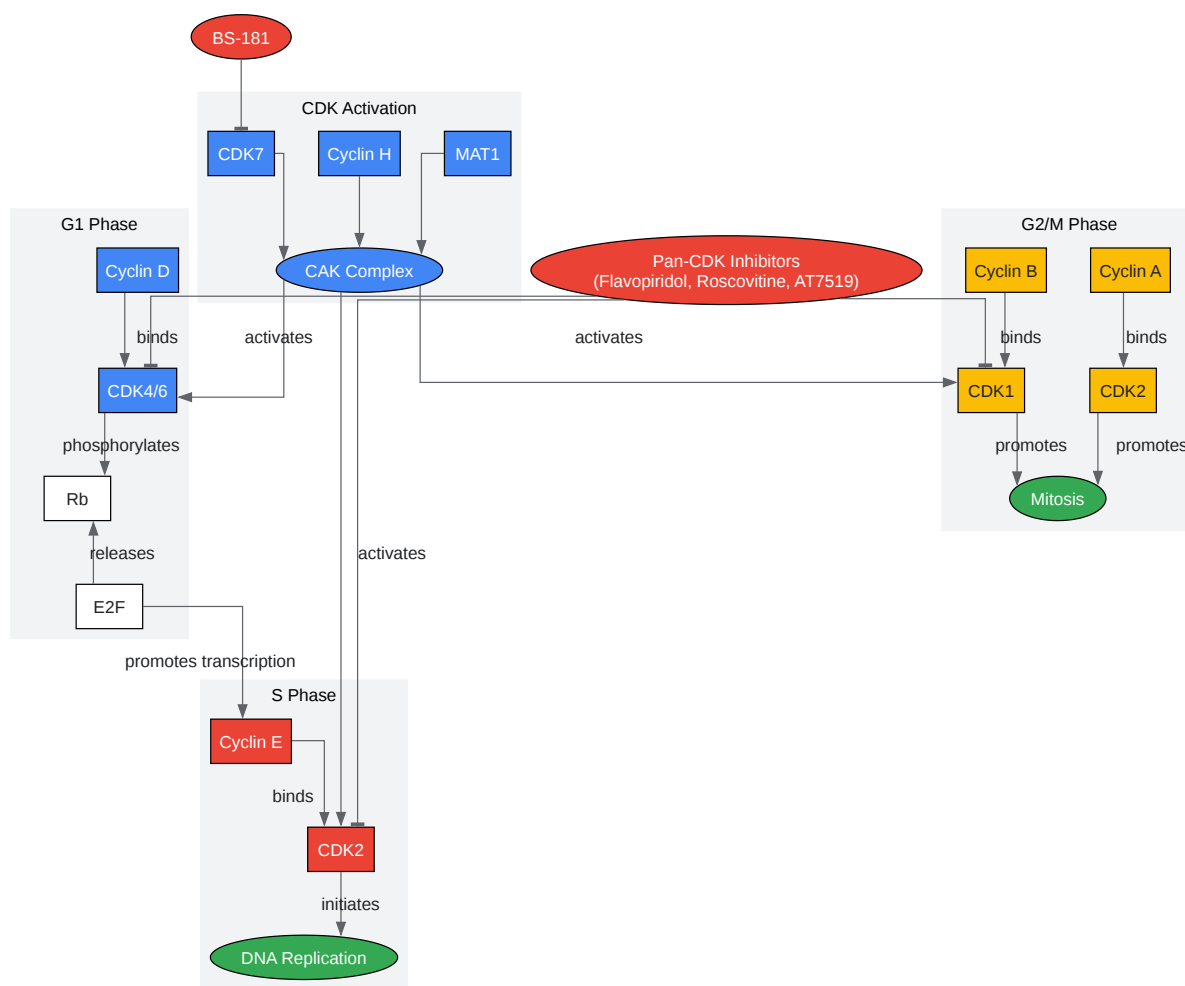 BS-181
CDK Activation
CDK7
Cyclin H
MAT1
G1 Phase
G2/M Phase
Cyclin D
CAK Complex
Pan-CDK Inhibitors
(Flavopiridol, Roscovitine, AT7519)
Cyclin B
Cyclin A
binds
activates
activates
binds
binds
CDK4/6
CDK1
CDK2
phosphorylates
promotes
promotes
Rb
Mitosis
releases
activates
E2F
promotes transcription
S Phase
Cyclin E
binds
CDK2
initiates
DNA Replication